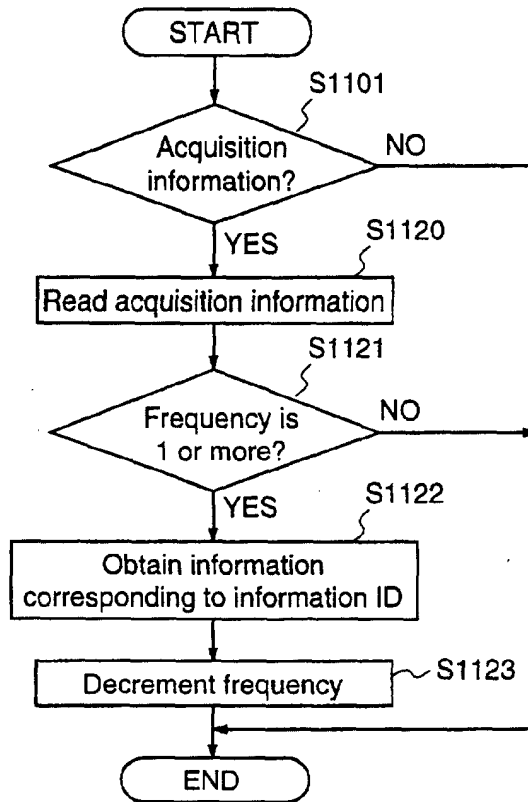 START
S1101
Acquisition
information?
NO
YES
S1120
Read acquisition information
S1121
Frequency is
1 or more?
NO
YES
S1122
Obtain information
corresponding to information ID
S1123
Decrement frequency
END